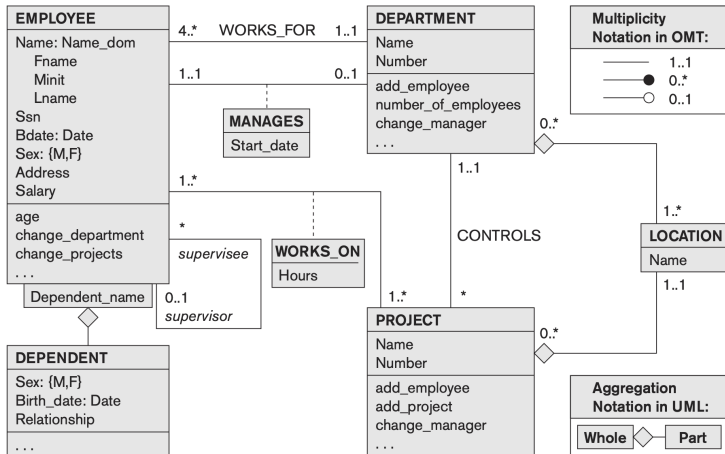 EMPLOYEE
Name: Name_dom
Fname
Minit
Lname
Ssn
Bdate: Date
Sex: {M,F}
Address
Salary
age
change_department
change_projects
. . .
Dependent_name
DEPENDENT
Sex: {M,F}
Birth_date: Date
Relationship
. . .
4..* WORKS_FOR 1..1
1..1 0..1
MANAGES
Start_date
1..*
WORKS_ON
Hours
1..*
*
supervisee
0..1
supervisor
DEPARTMENT
Name
Number
add_employee
number_of_employees
change_manager
. . .
0..*
1..1
CONTROLS
*
PROJECT
Name
Number
add_employee
add_project
change_manager
. . .
0..*
Multiplicity
Notation in OMT:
1..1
0..*
0..1
1..*
LOCATION
Name
1..1
Aggregation
Notation in UML:
Whole Part